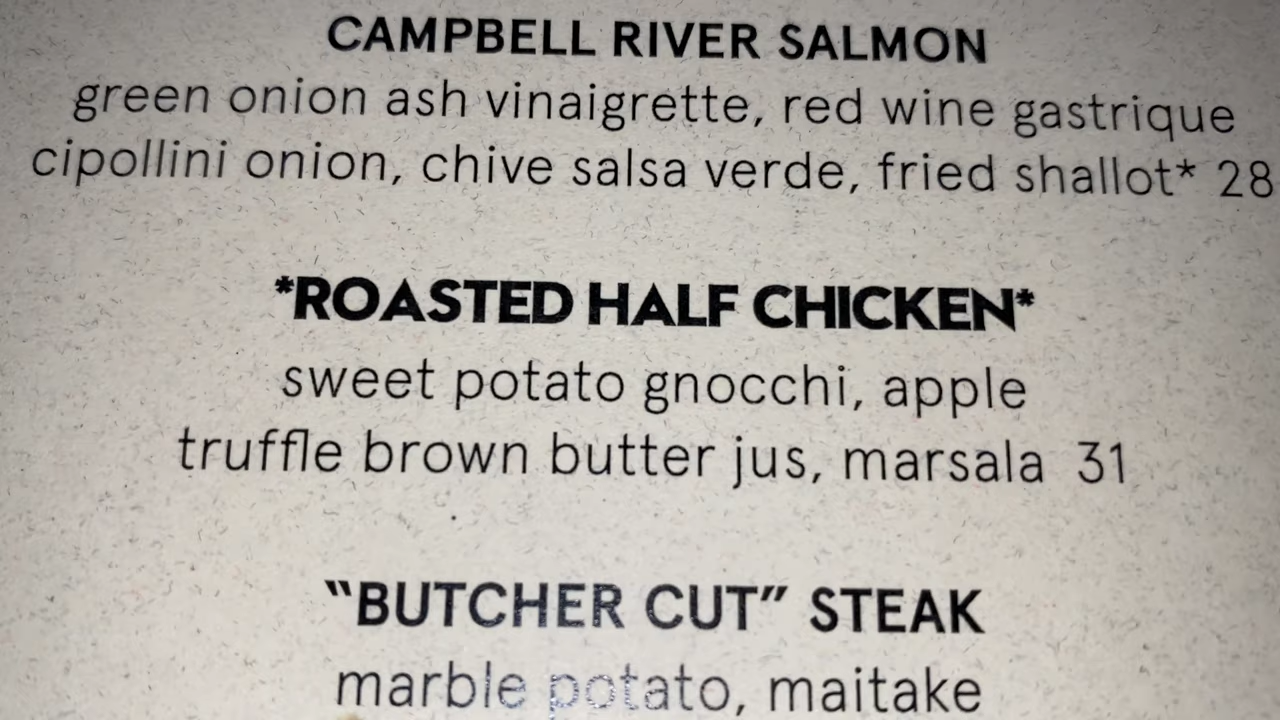 CAMPBELL RIVER SALMON
green onion ash vinaigrette, red wine gastrique
cipollini onion, chive salsa verde, fried shallot* 28
*ROASTED HALF CHICKEN*
sweet potato gnocchi, apple
truffle brown butter jus, marsala 31
"BUTCHER CUT" STEAK
marble potato, maitake